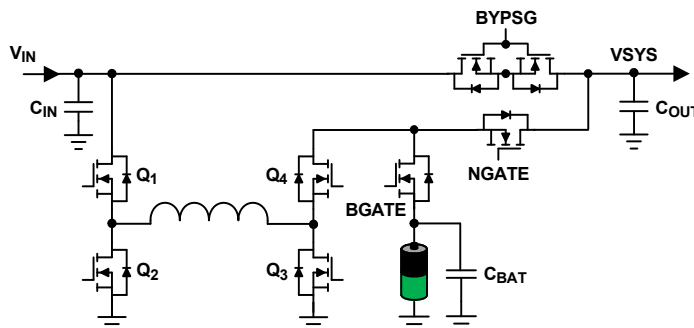 BYPSG
VIN
VSYS
CIN
COUT
NGATE
Q1
Q4
BGATE
Q2
Q3
CBAT